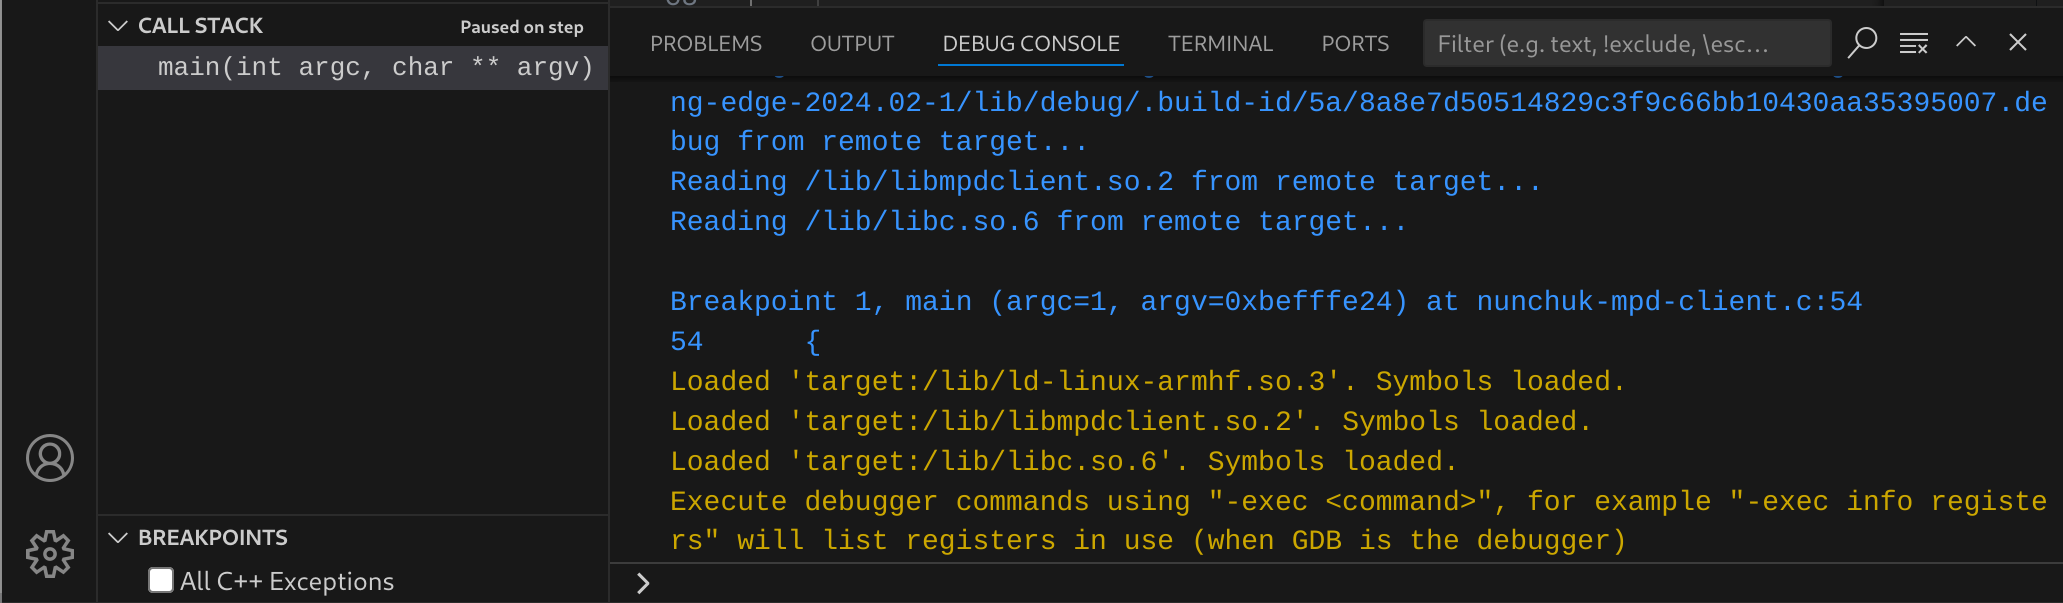 CALL STACK
Paused on step
main(int argc, char ** argv)
BREAKPOINTS
All C++ Exceptions
PROBLEMS
OUTPUT
DEBUG CONSOLE
TERMINAL
PORTS
Filter (e.g. text, !exclude, \esc...
ng-edge-2024.02-1/lib/debug/.build-id/5a/8a8e7d50514829c3f9c66bb10430aa35395007.de
bug from remote target...
Reading /lib/libmpdclient.so.2 from remote target...
Reading /lib/libc.so.6 from remote target...
Breakpoint 1, main (argc=1, argv=0xbefffe24) at nunchuk-mpd-client.c:54
54 {
Loaded 'target:/lib/ld-linux-armhf.so.3'. Symbols loaded.
Loaded 'target:/lib/libmpdclient.so.2'. Symbols loaded.
Loaded 'target:/lib/libc.so.6'. Symbols loaded.
Execute debugger commands using "-exec <command>", for example "-exec info registe
rs" will list registers in use (when GDB is the debugger)